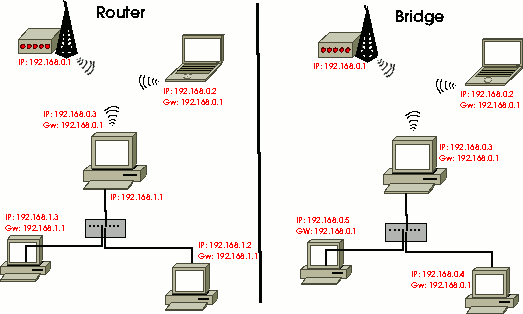 Router
IP: 192.168.0.1
IP: 192.168.0.2
Gw: 192.168.0.1
IP: 192.168.0.3
Gw: 192.168.0.1
IP: 192.168.1.1
IP: 192.168.1.3
Gw: 192.168.1.1
IP: 192.168.1.2
Gw: 192.168.1.1
Bridge
IP: 192.168.0.1
IP: 192.168.0.2
Gw: 192.168.0.1
IP: 192.168.0.3
Gw: 192.168.0.1
IP: 192.168.0.5
GW: 192.168.0.1
IP: 192.168.0.4
Gw: 192.168.0.1